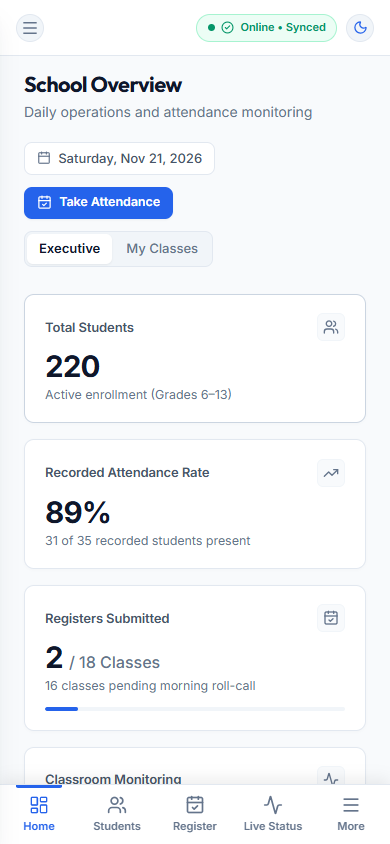 Online • Synced
School Overview
Daily operations and attendance monitoring
Saturday, Nov 21, 2026
Take Attendance
Executive My Classes
Total Students
220
Active enrollment (Grades 6–13)
Recorded Attendance Rate
89%
31 of 35 recorded students present
Registers Submitted
2 / 18 Classes
16 classes pending morning roll-call
Classroom Monitoring
Home Students Register Live Status More